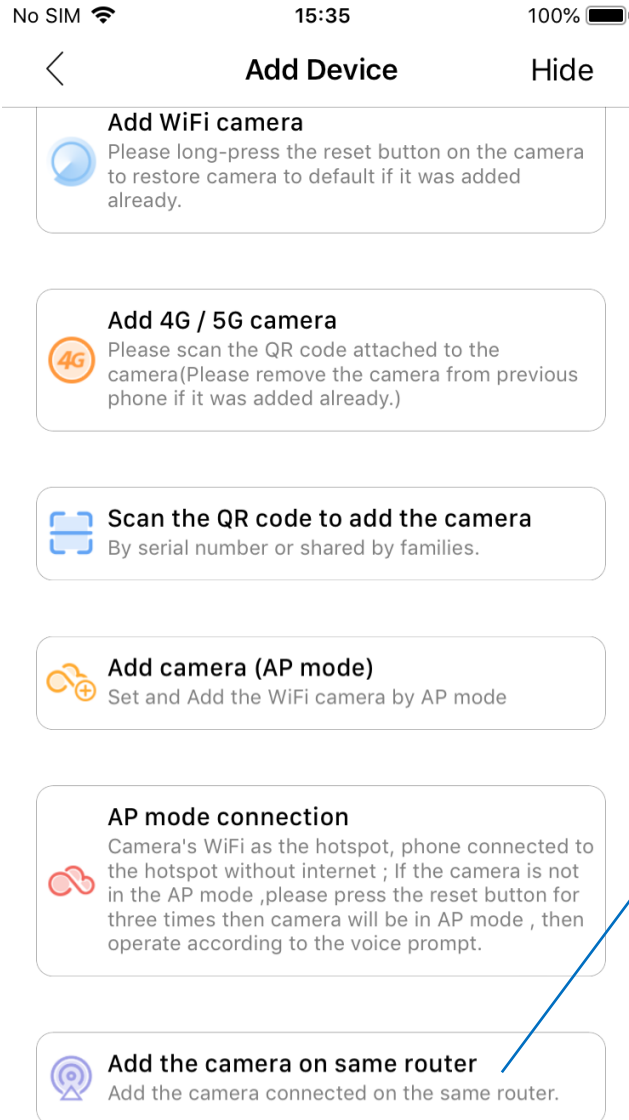 No SIM 15:35 100%
Add Device Hide
Add WiFi camera
Please long-press the reset button on the camera
to restore camera to default if it was added
already.
Add 4G / 5G camera
4G
Please scan the QR code attached to the
camera(Please remove the camera from previous
phone if it was added already.)
Scan the QR code to add the camera
By serial number or shared by families.
Add camera (AP mode)
Set and Add the WiFi camera by AP mode
AP mode connection
Camera's WiFi as the hotspot, phone connected to
the hotspot without internet ; If the camera is not
in the AP mode ,please press the reset button for
three times then camera will be in AP mode , then
operate according to the voice prompt.
Add the camera on same router
Add the camera connected on the same router.